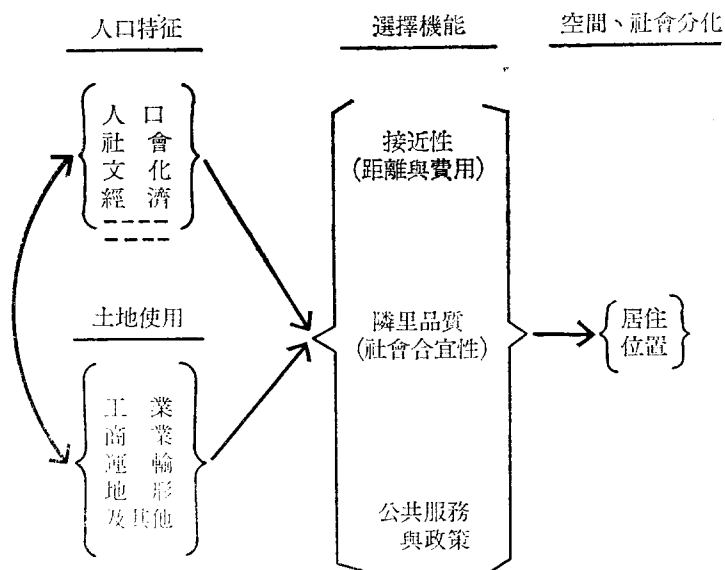 人口特征
人口
社會
文化
經濟
土地使用
工業
商業
運輸
地形
及其他
選擇機能
接近性
(距離與費用)
隣里品質
(社會合宜性)
公共服務
與政策
空間、社會分化
居住
位置